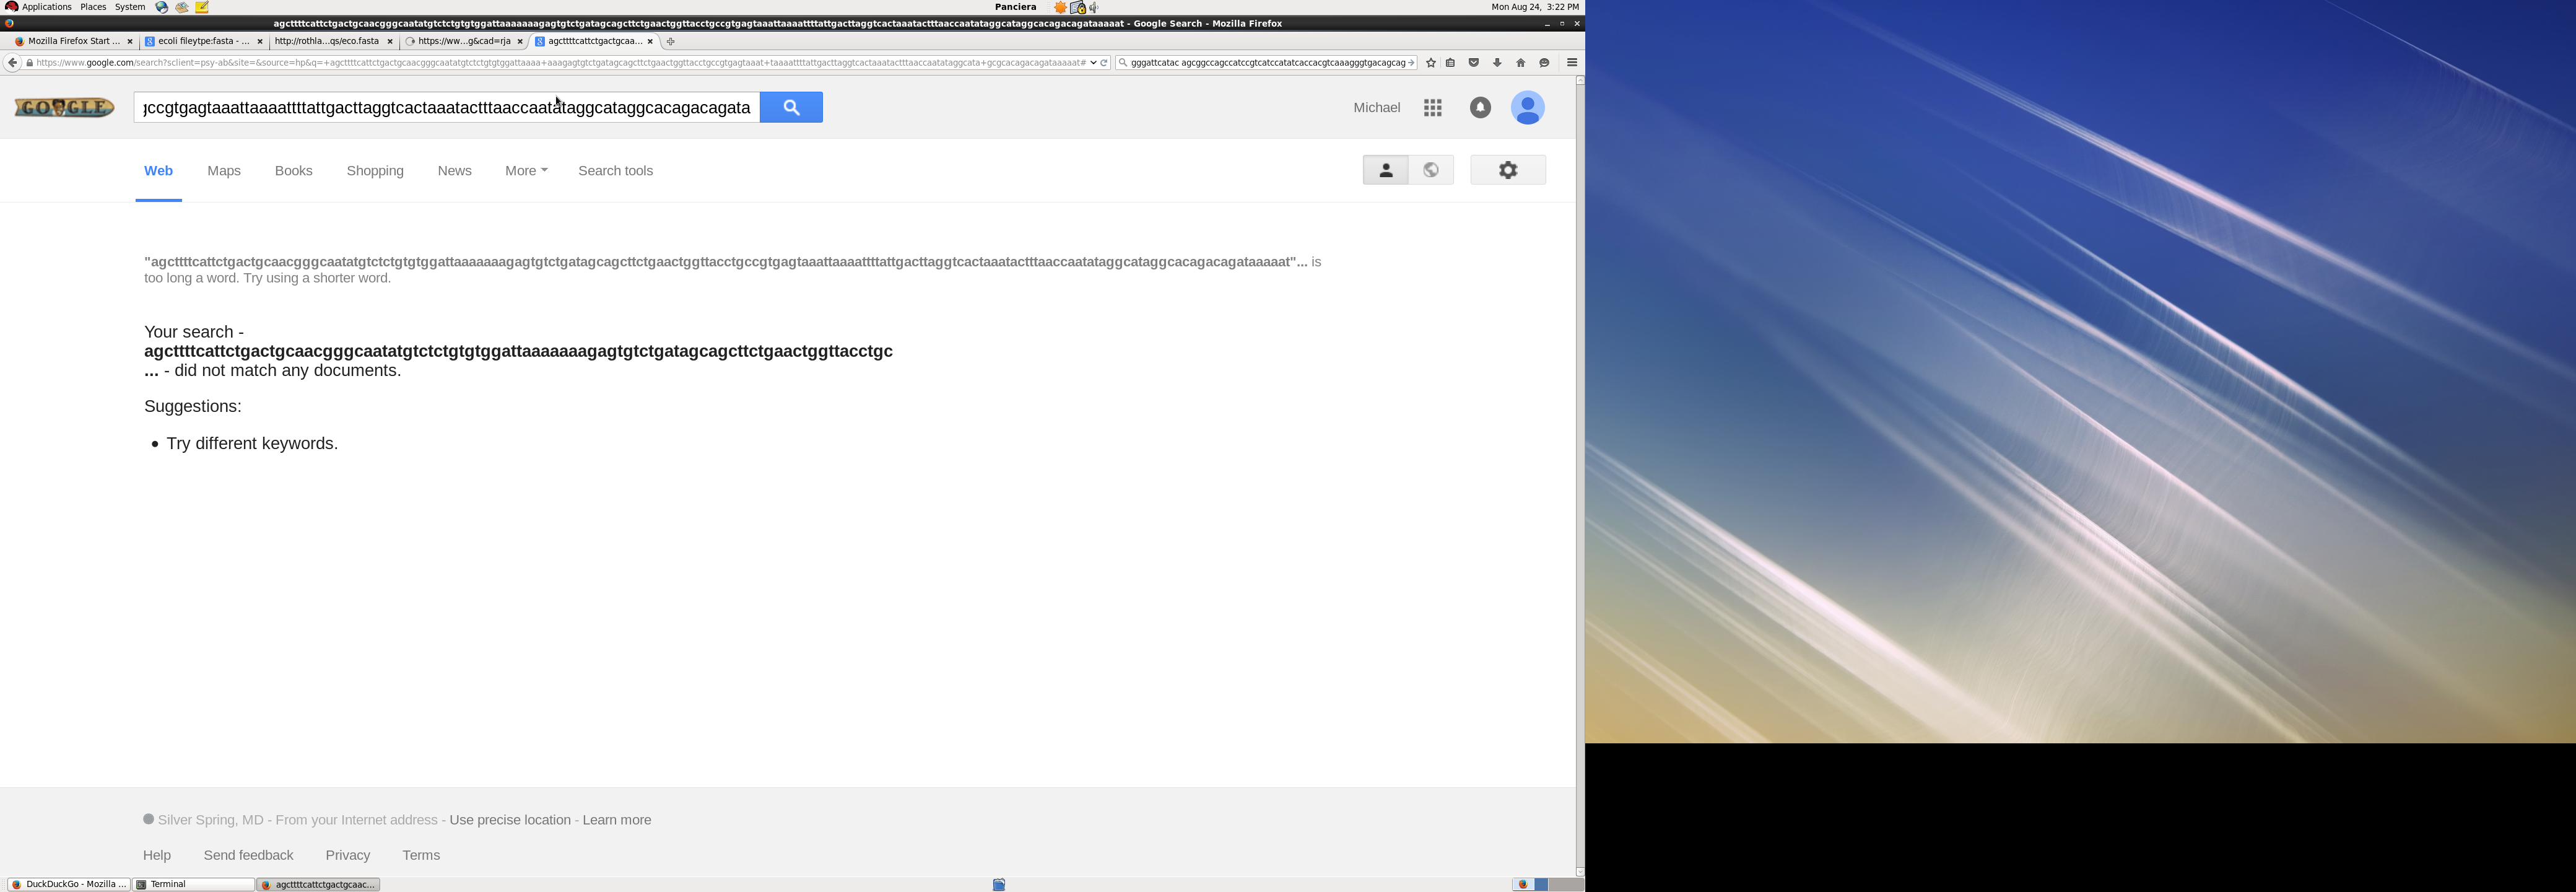 Applications Places System Panciera Mon Aug 24, 3:22 PM
agcttttcattctgactgcaacgggcaatatgtctctgtgtggattaaaaaaagagtgtctgatagcagcttctgaactggttacctgccgtgagtaaattaaaattttattgacttaggtcactaaatactttaaccaatataggcataggcacagacagataaaaat - Google Search - Mozilla Firefox
Mozilla Firefox Start ... ecoli fileytpe:fasta - ... http://rothla...qs/eco.fasta https://ww...g&cad=rja agcttttcattctgactgcaa...
https://www.google.com/search?sclient=psy-ab&site=&source=hp&q=+agcttttcattctgactgcaacgggcaatatgtctctgtgtggattaaaa+aaagagtgtctgatagcagcttctgaactggttacctgccgtgagtaaat+taaaattttattgacttaggtcactaaatactttaaccaatataggcata+gcgcacagacagataaaaat# gggattcatac agcggccagccatccgtcatccatatcaccacgtcaaagggtgacagcag
GOOGLE
gccgtgagtaaattaaaattttattgacttaggtcactaaatactttaaccaatataggcataggcacagacagata
Michael
Web Maps Books Shopping News More Search tools
"agcttttcattctgactgcaacgggcaatatgtctctgtgtggattaaaaaaagagtgtctgatagcagcttctgaactggttacctgccgtgagtaaattaaaattttattgacttaggtcactaaatactttaaccaatataggcataggcacagacagataaaaat"... is
too long a word. Try using a shorter word.
Your search -
agcttttcattctgactgcaacgggcaatatgtctctgtgtggattaaaaaaagagtgtctgatagcagcttctgaactggttacctgc
... - did not match any documents.
Suggestions:
Try different keywords.
Silver Spring, MD - From your Internet address - Use precise location - Learn more
Help Send feedback Privacy Terms
DuckDuckGo - Mozilla ... Terminal agcttttcattctgactgcaac...